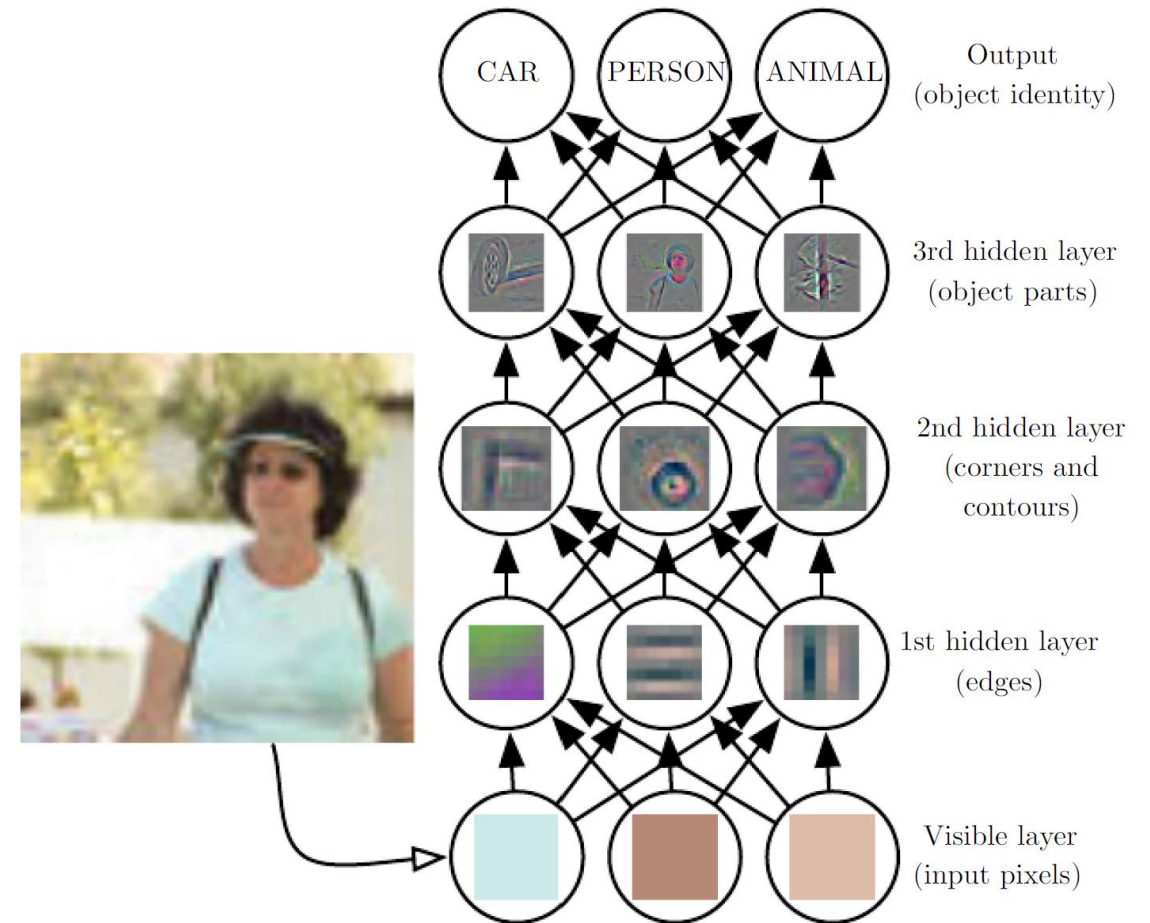 CAR
PERSON
ANIMAL
Output
(object identity)
3rd hidden layer
(object parts)
2nd hidden layer
(corners and
contours)
1st hidden layer
(edges)
Visible layer
(input pixels)